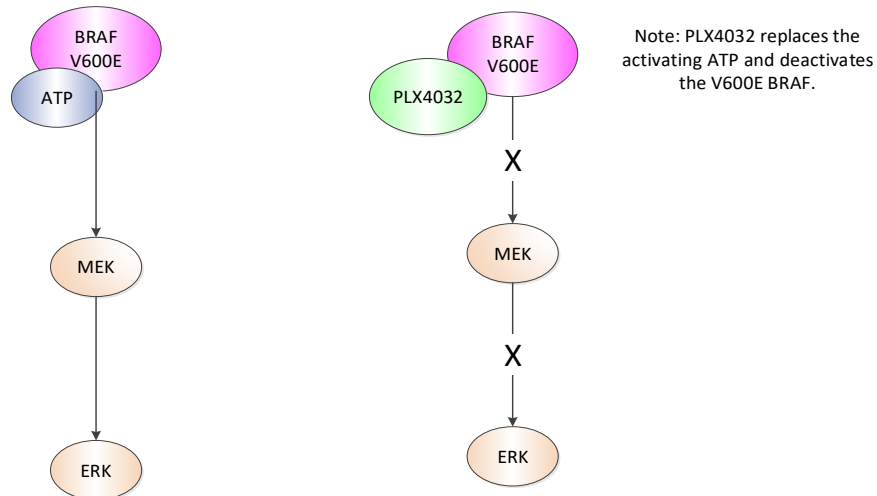 BRAF
V600E
ATP
MEK
ERK
BRAF
V600E
PLX4032
X
MEK
X
ERK
Note: PLX4032 replaces the
activating ATP and deactivates
the V600E BRAF.